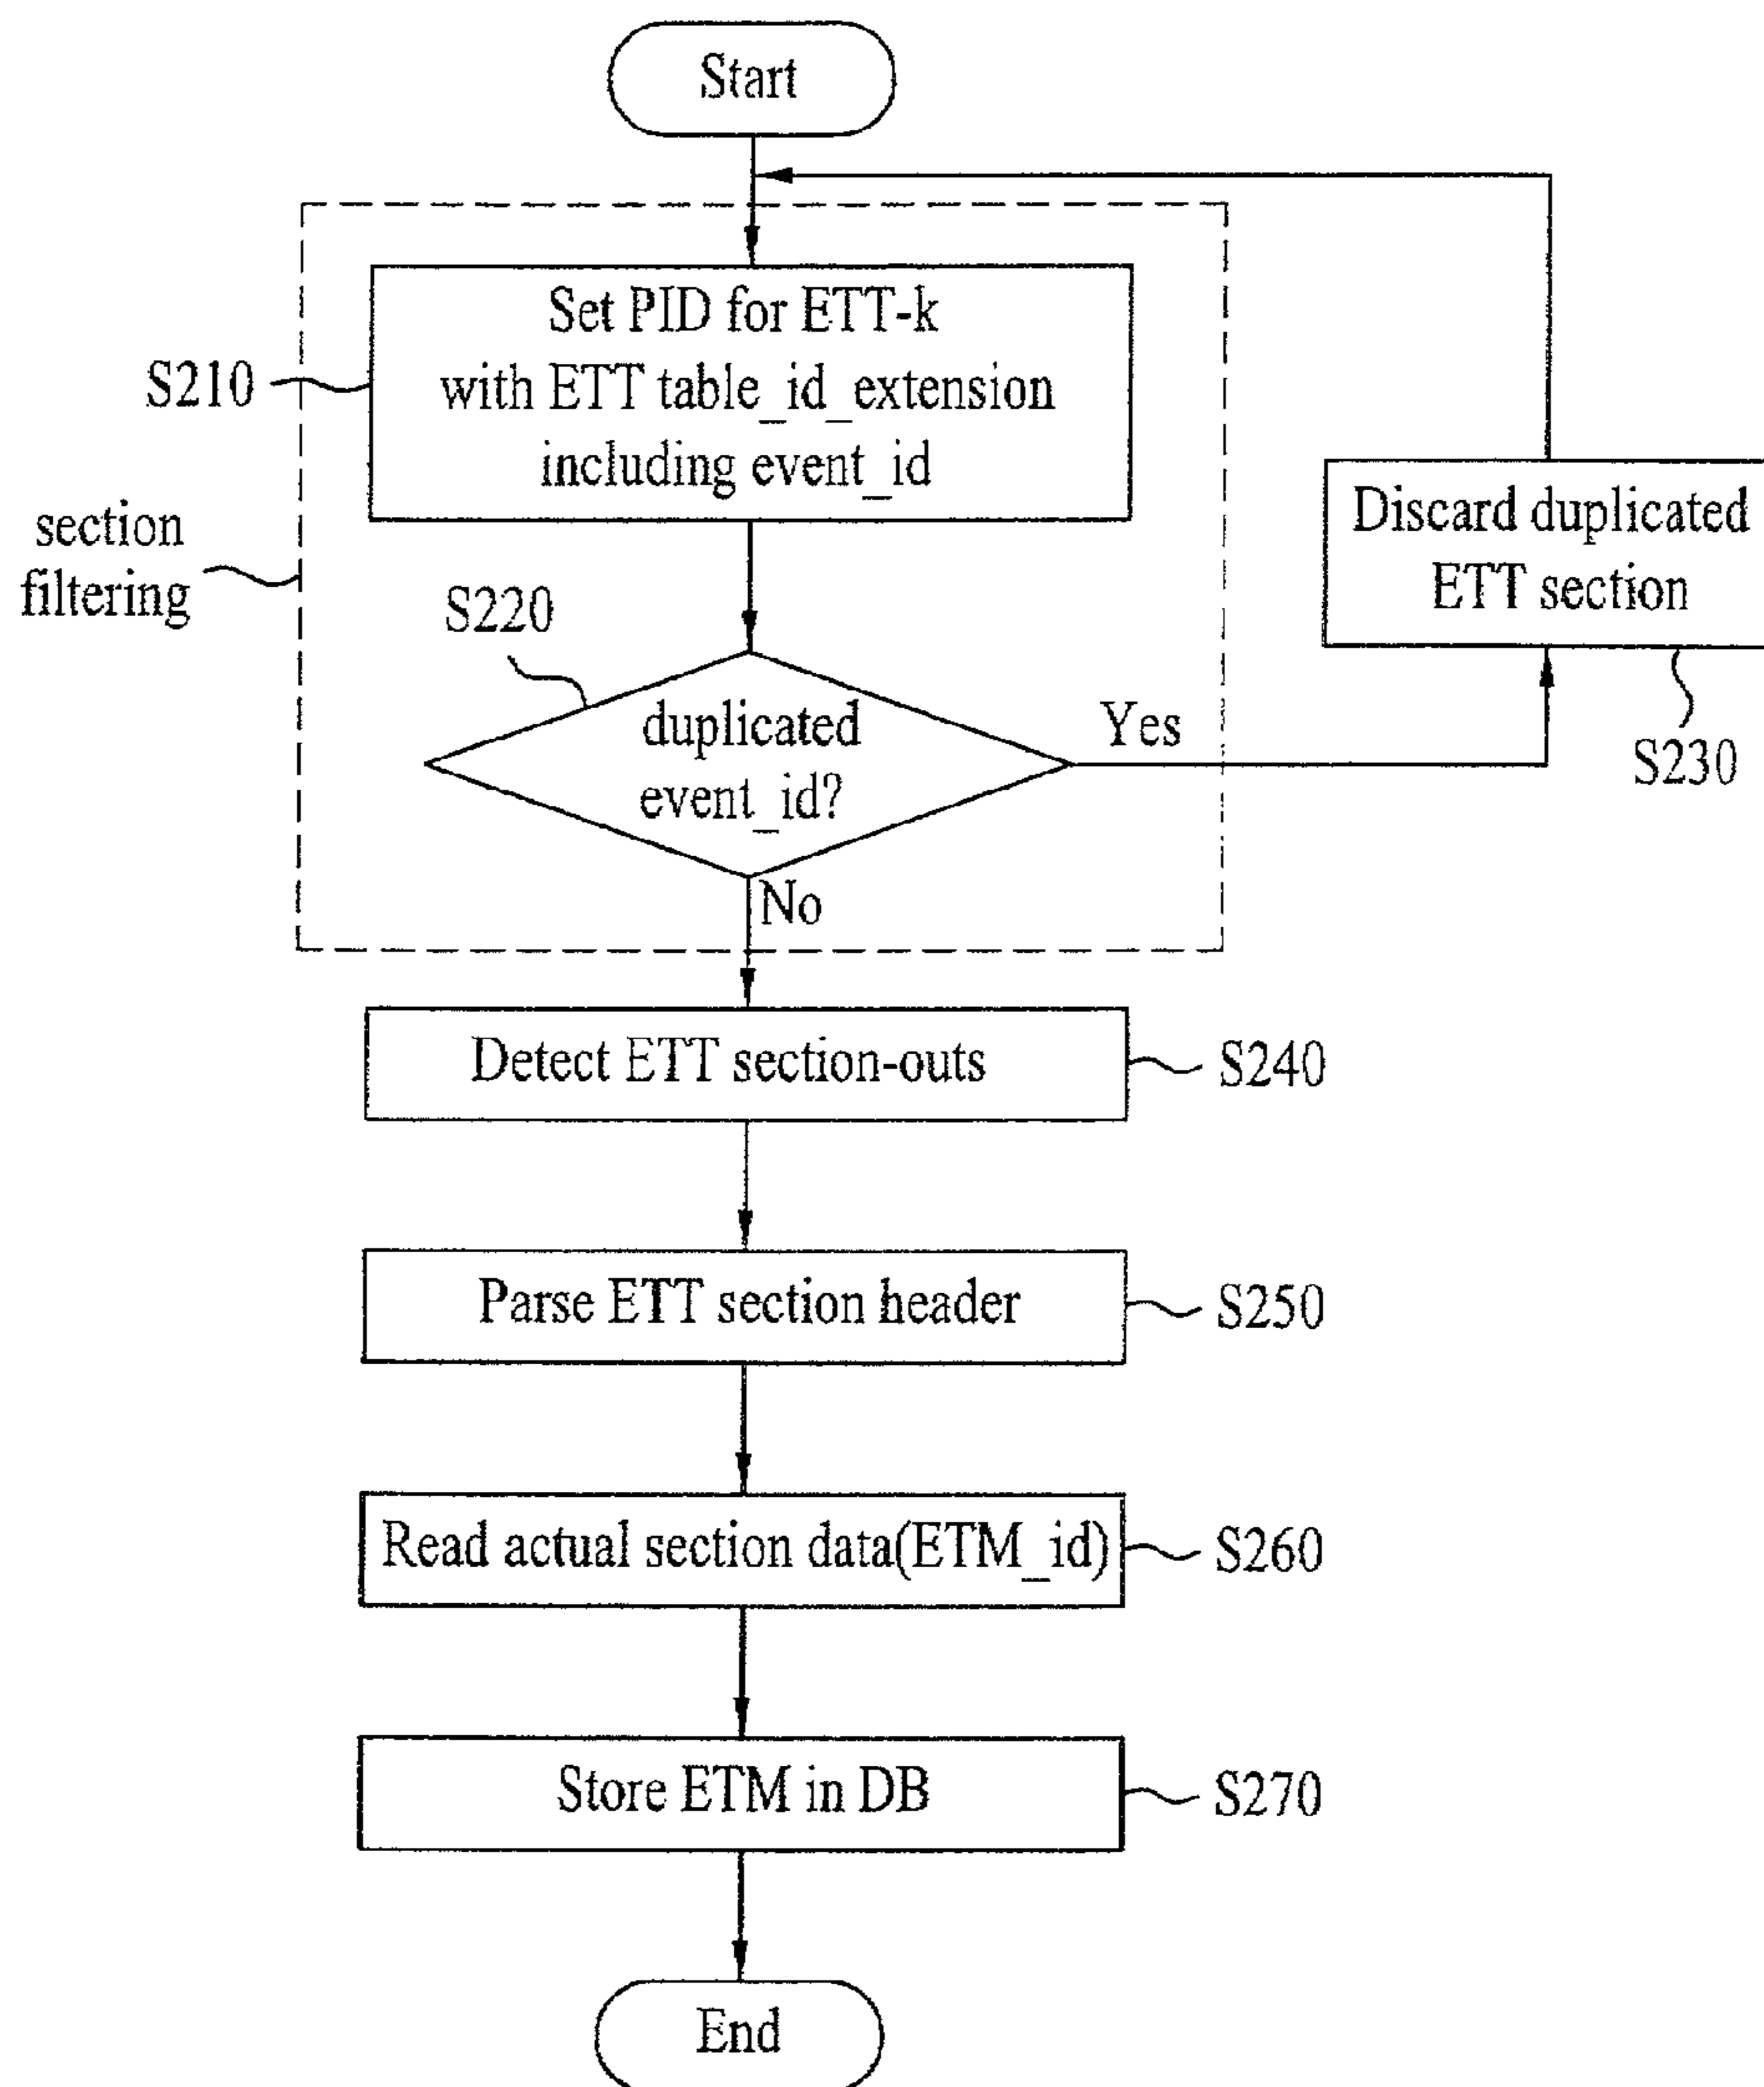 Start
Set PID for ETT-k
with ETT table_id_extension
including event_id
S210
section
filtering
Discard duplicated
ETT section
S230
S220
duplicated
event_id?
Yes
No
Detect ETT section-outs
S240
Parse ETT section header
S250
Read actual section data(ETM_id)
S260
Store ETM in DB
S270
End